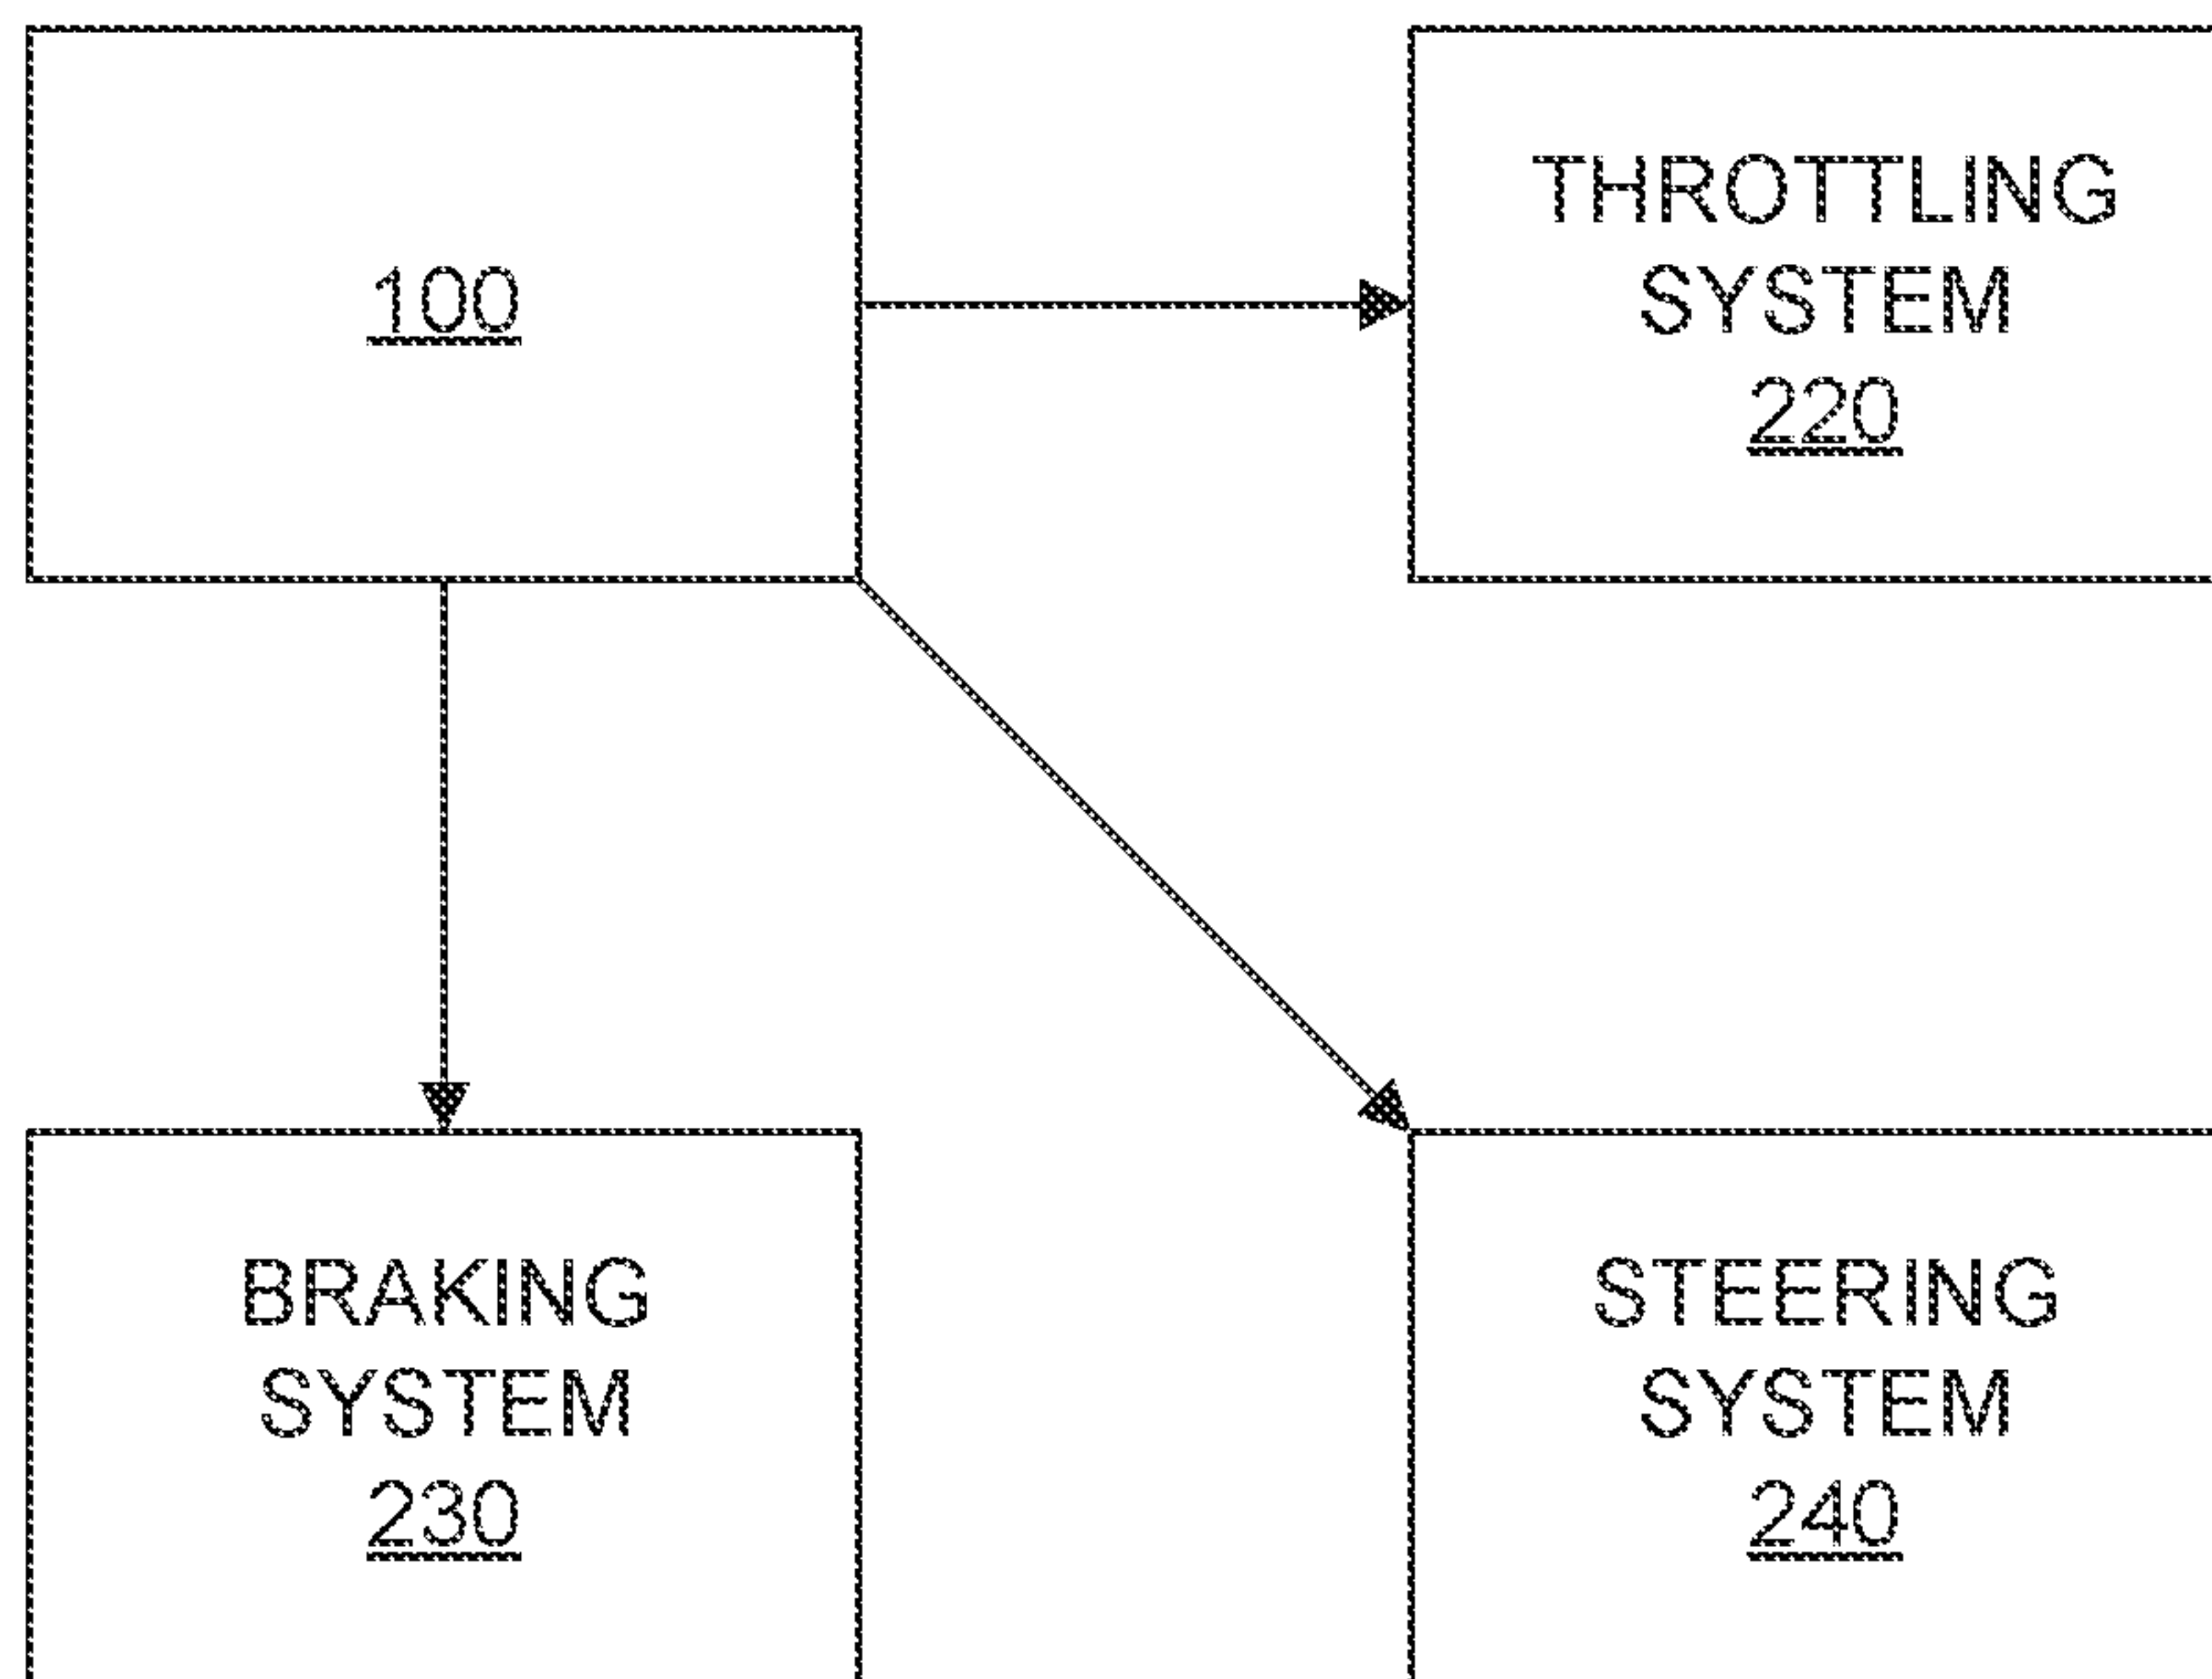 100
THROTTLING
SYSTEM
220
BRAKING
SYSTEM
230
STEERING
SYSTEM
240